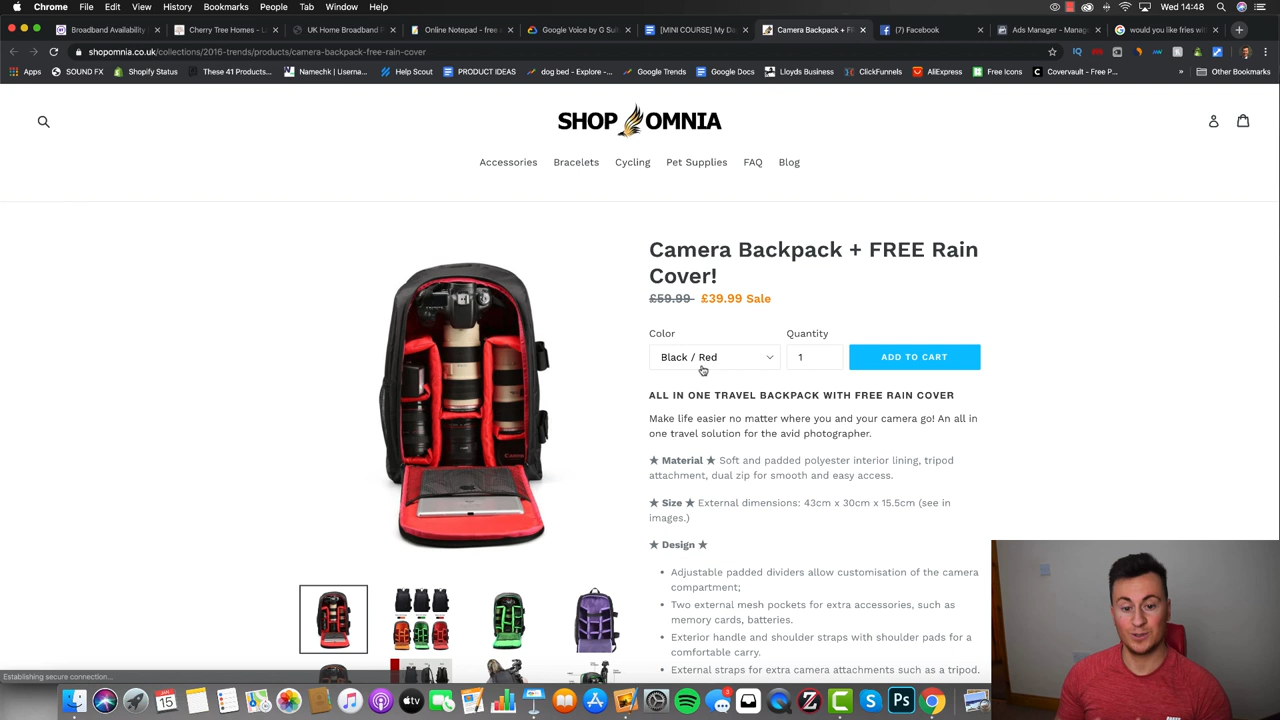 Chrome File Edit View History Bookmarks People Tab Window Help
Wed 14:48
Broadband Availability
Cherry Tree Homes - L
UK Home Broadband P
Online Notepad - free
Google Voice by G Su
[MINI COURSE] My Da
Camera Backpack + F
(7) Facebook
Ads Manager - Manag
would you like fries wi
shopomnia.co.uk/collections/2016-trends/products/camera-backpack-free-rain-cover
Apps SOUND FX Shopify Status These 41 Produc... Namechk | Userna... Help Scout PRODUCT IDEAS dog bed - Explore -... Google Trends Google Docs Lloyds Business ClickFunnels AliExpress Free Icons Covervault - Free P... » Other Bookmarks
SHOP OMNIA
Accessories Bracelets Cycling Pet Supplies FAQ Blog
Camera Backpack + FREE Rain
Cover!
£59.99 £39.99 Sale
Color Quantity
Black / Red 1 ADD TO CART
ALL IN ONE TRAVEL BACKPACK WITH FREE RAIN COVER
Make life easier no matter where you and your camera go! An all in
one travel solution for the avid photographer.
★ Material ★ Soft and padded polyester interior lining, tripod
attachment, dual zip for smooth and easy access.
★ Size ★ External dimensions: 43cm x 30cm x 15.5cm (see in
images.)
★ Design ★
• Adjustable padded dividers allow customisation of the camera
compartment;
• Two external mesh pockets for extra accessories, such as
memory cards, batteries.
• Exterior handle and shoulder straps with shoulder pads for a
comfortable carry.
• External straps for extra camera attachments such as a tripod.
Canon
Establishing secure connection...
JAN
15
tv
3
Ps